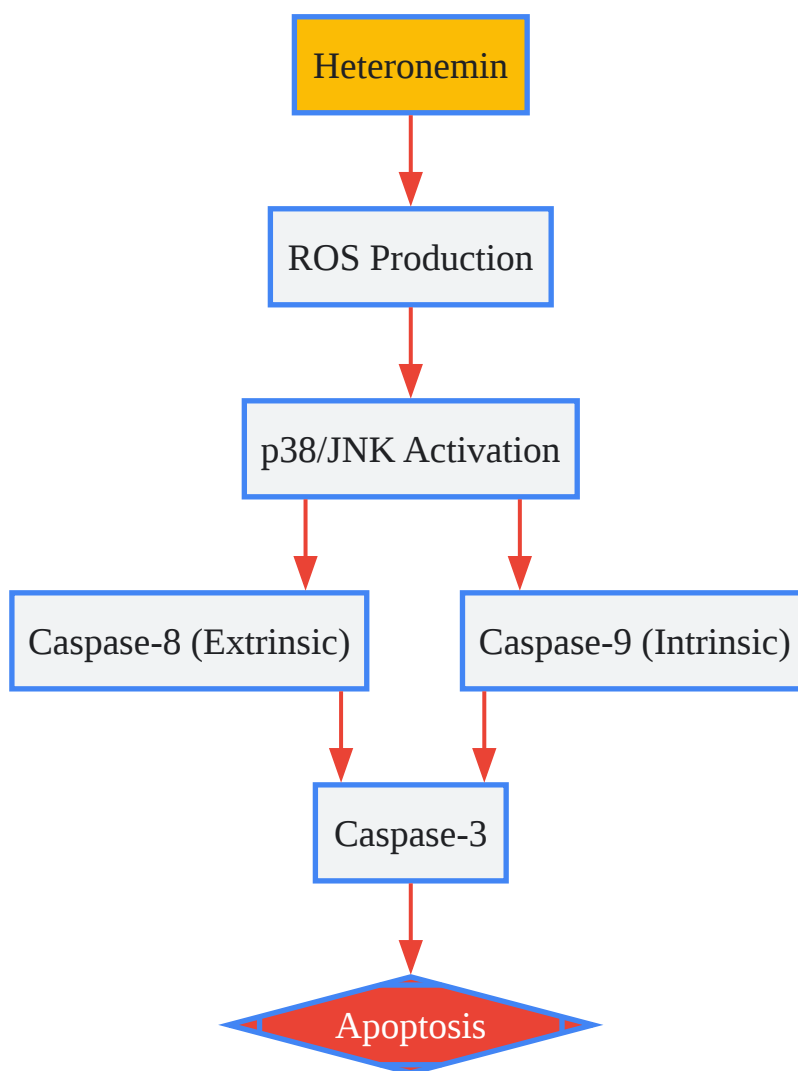 Heteronemin
ROS Production
p38/JNK Activation
Caspase-8 (Extrinsic)
Caspase-9 (Intrinsic)
Caspase-3
Apoptosis